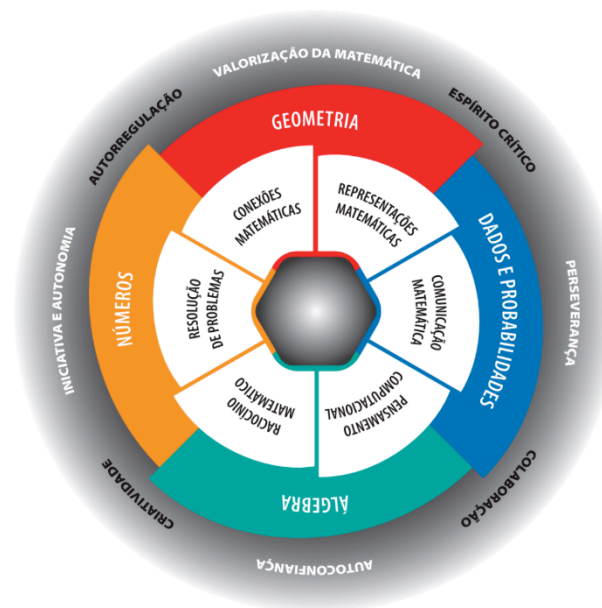 VALORIZAÇÃO DA MATEMÁTICA
ESPÍRITO CRÍTICO
PERSEVERANÇA
COLABORAÇÃO
AUTOCONFIANÇA
CRIATIVIDADE
INICIATIVA E AUTONOMIA
AUTORREGULAÇÃO
GEOMETRIA
DADOS E PROBABILIDADES
ÁLGEBRA
NÚMEROS
CONEXÕES
MATEMÁTICAS
REPRESENTAÇÕES
MATEMÁTICAS
COMUNICAÇÃO
MATEMÁTICA
PENSAMENTO
COMPUTACIONAL
RACIOCÍNIO
MATEMÁTICO
RESOLUÇÃO
DE PROBLEMAS